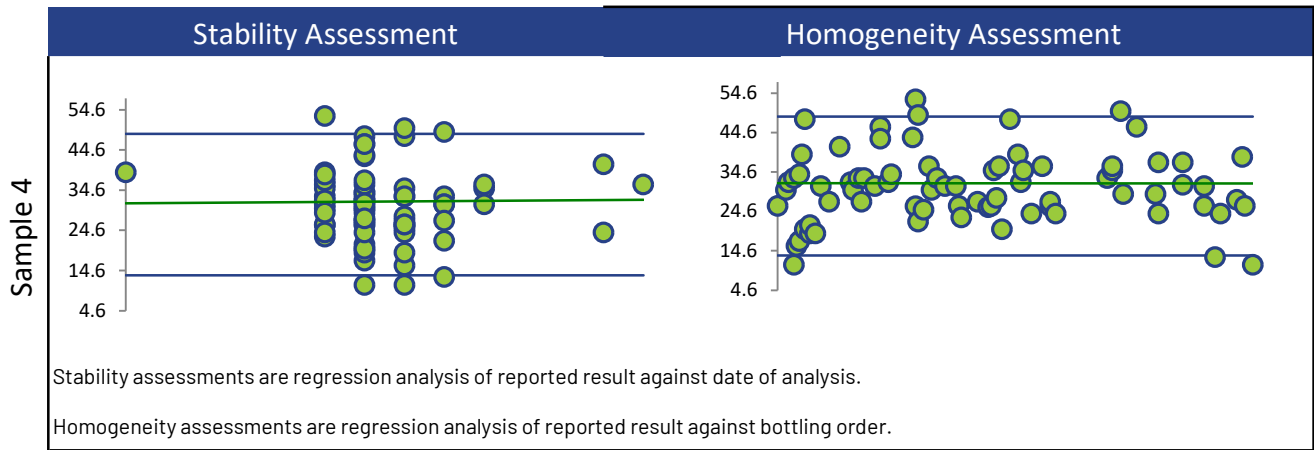 Stability Assessment
Homogeneity Assessment
Sample 4
54.6
44.6
34.6
24.6
14.6
4.6
54.6
44.6
34.6
24.6
14.6
4.6
Stability assessments are regression analysis of reported result against date of analysis.
Homogeneity assessments are regression analysis of reported result against bottling order.